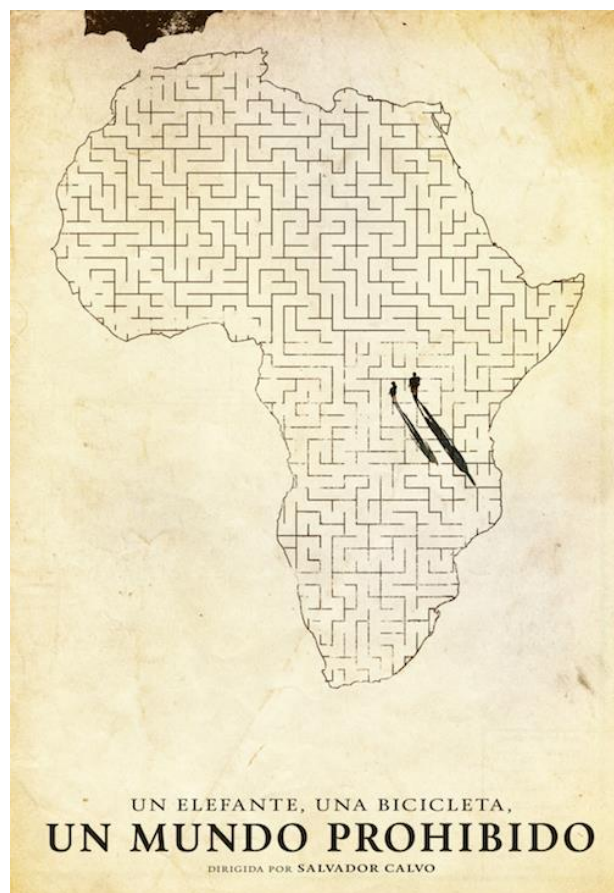 UN ELEFANTE, UNA BICICLETA,
UN MUNDO PROHIBIDO
DIRIGIDA POR SALVADOR CALVO